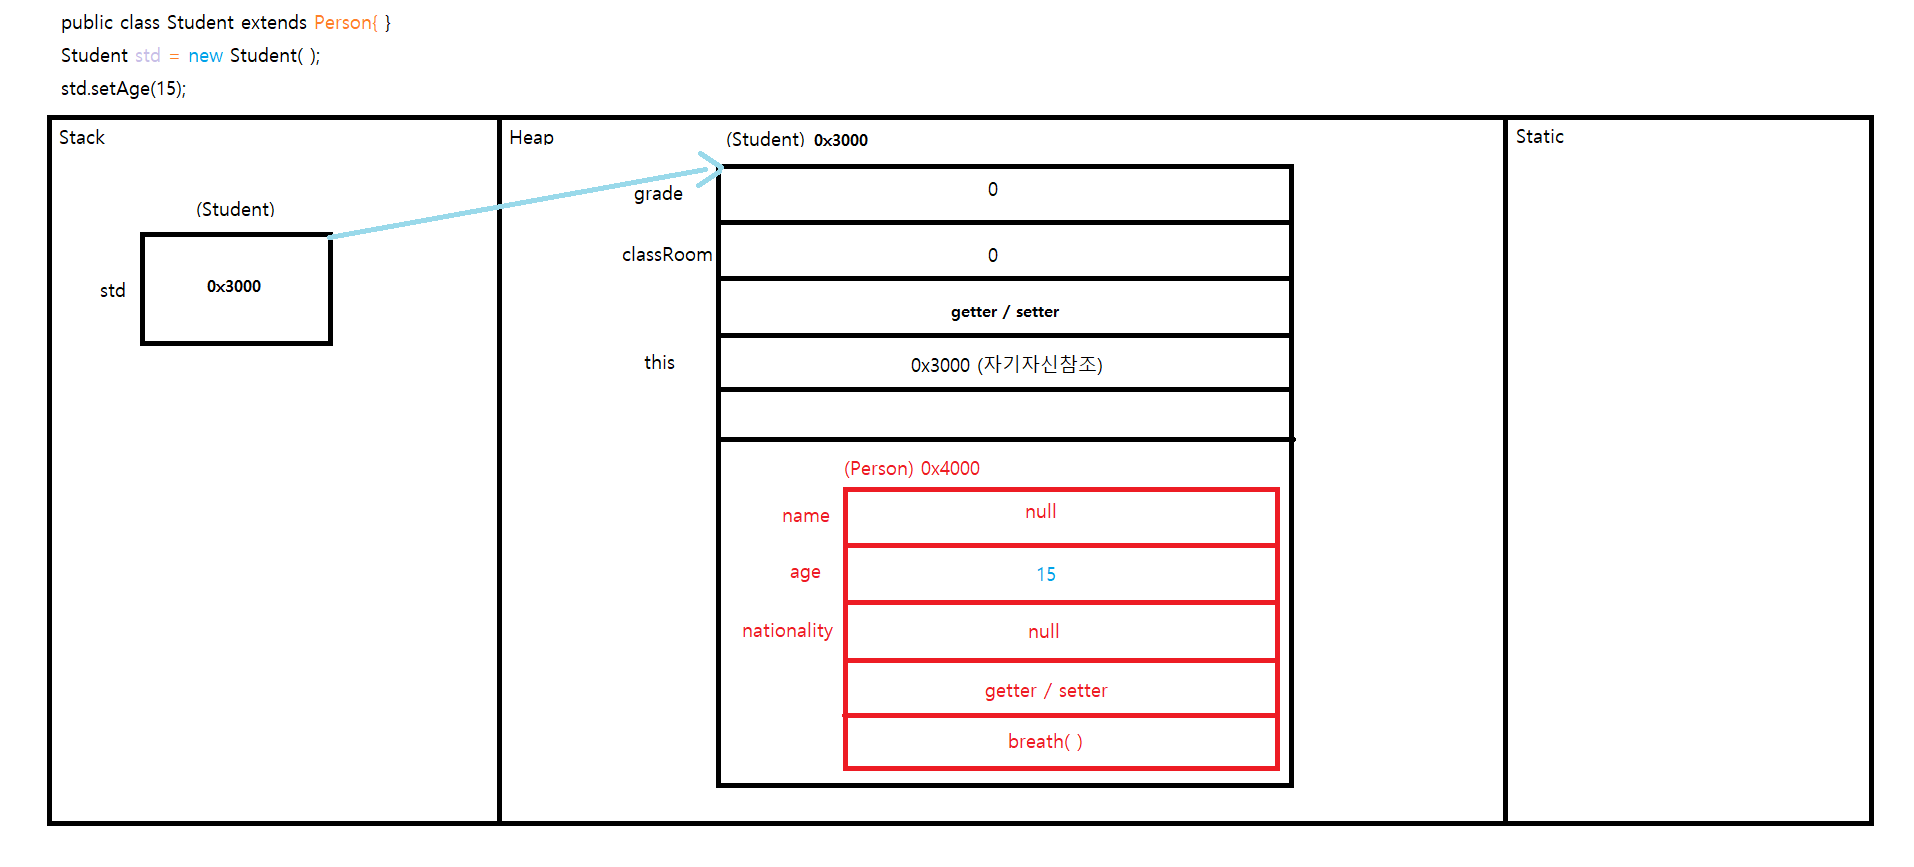 public class Student extends Person{ }
Student std = new Student( );
std.setAge(15);
Stack
Heap
(Student) 0x3000
Static
grade
0
(Student)
classRoom
0
std
0x3000
getter / setter
this
0x3000 (자기자신참조)
(Person) 0x4000
name
null
age
15
nationality
null
getter / setter
breath( )